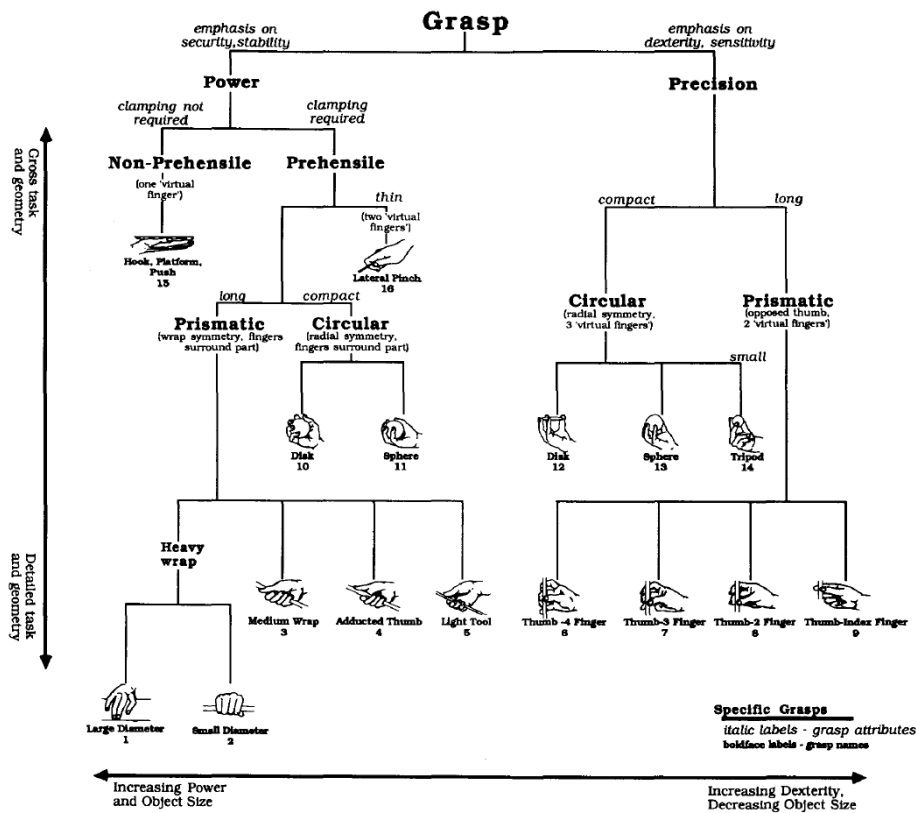 Grasp
emphasis on
security,stability
emphasis on
dexterity, sensitivity
Power
Precision
clamping not
required
clamping
required
Non-Prehensile
(one 'virtual
finger')
Prehensile
thin
(two 'virtual
fingers')
compact
long
Gross task
and geometry
Hook, Platform,
Push
15
Lateral Pinch
16
long
compact
Prismatic
(wrap symmetry, fingers
surround part)
Circular
(radial symmetry,
fingers surround part)
Circular
(radial symmetry,
3 'virtual fingers')
Prismatic
(opposed thumb,
2 'virtual fingers')
small
Disk
10
Sphere
11
Disk
12
Sphere
13
Tripod
14
Heavy
wrap
Detailed task
and geometry
Medium Wrap
3
Adducted Thumb
4
Light Tool
5
Thumb -4 Finger
6
Thumb-3 Finger
7
Thumb-2 Finger
8
Thumb-Index Finger
9
Large Diameter
1
Small Diameter
2
Specific Grasps
italic labels - grasp attributes
boldface labels - grasp names
Increasing Power
and Object Size
Increasing Dexterity,
Decreasing Object Size